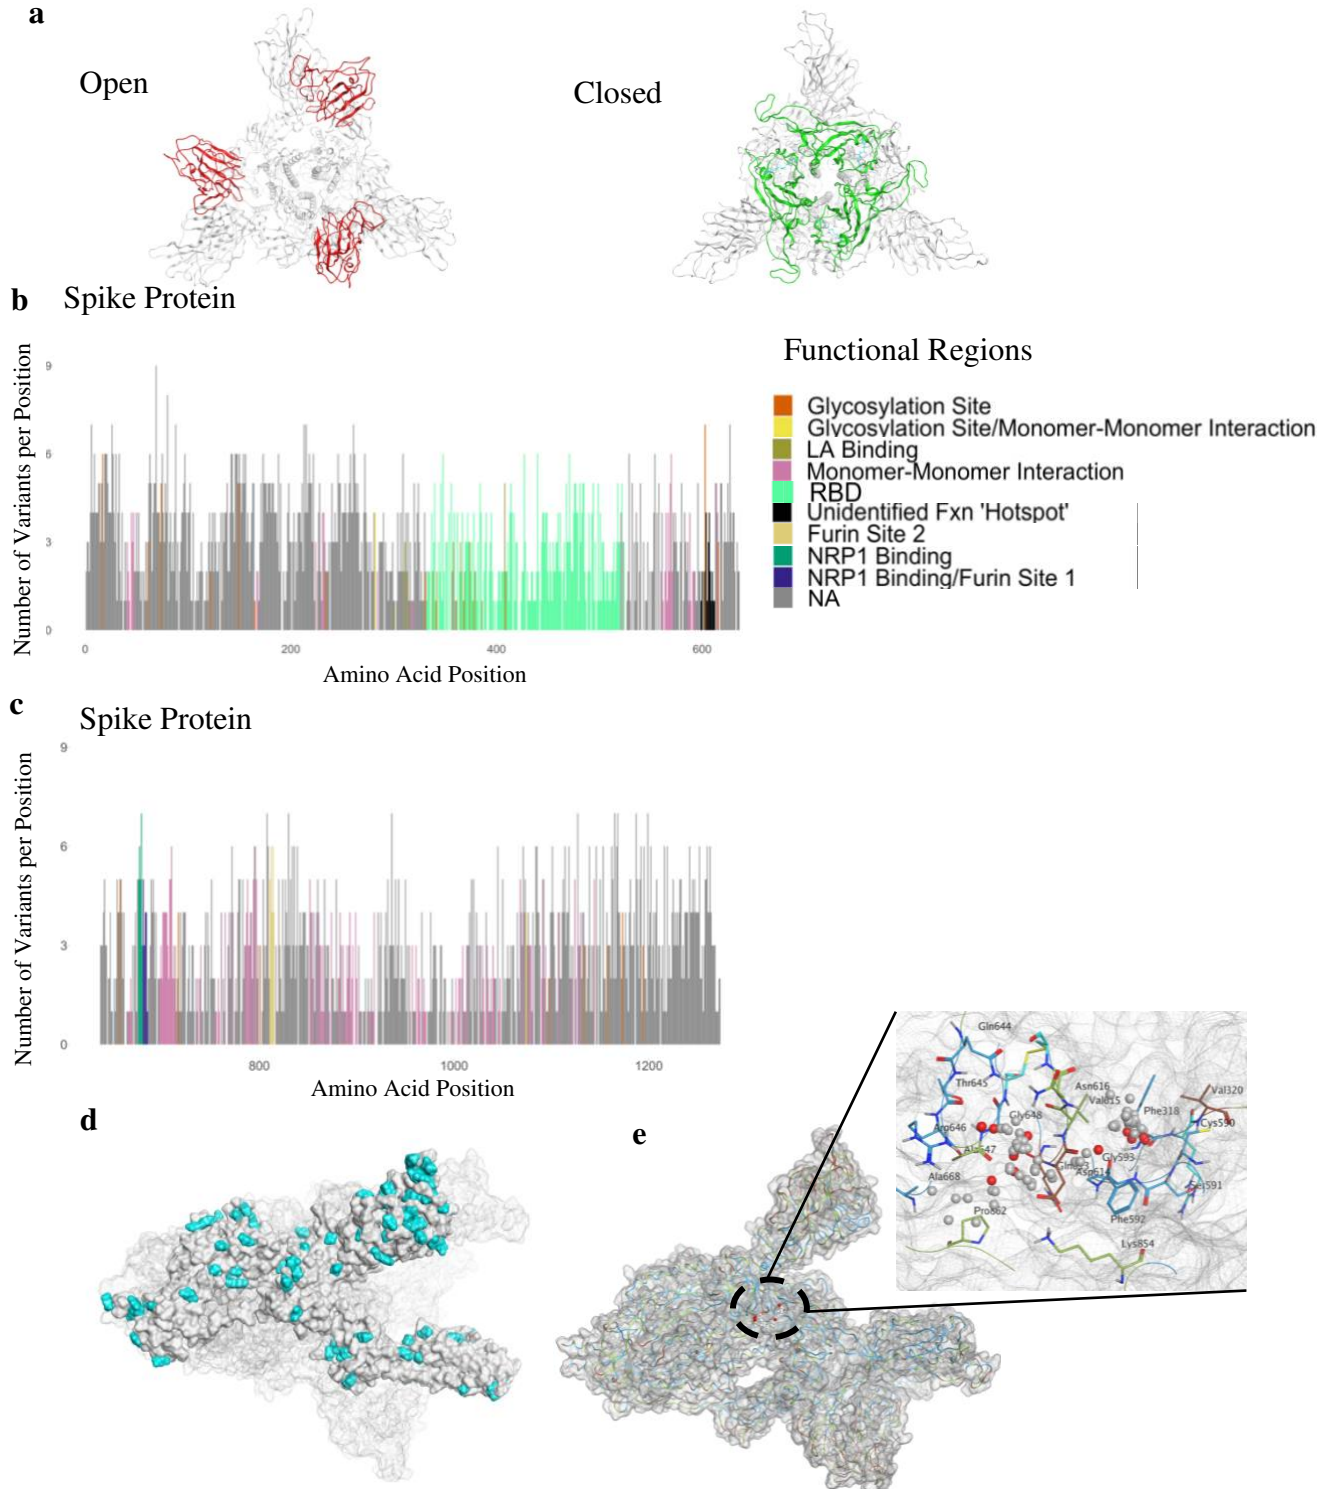 a
Open
Closed
b
Spike Protein
Number of Variants per Position
9
6
3
0
0
200
400
600
Amino Acid Position
Functional Regions
Glycosylation Site
Glycosylation Site/Monomer-Monomer Interaction
LA Binding
Monomer-Monomer Interaction
RBD
Unidentified Fxn 'Hotspot'
Furin Site 2
NRP1 Binding
NRP1 Binding/Furin Site 1
NA
c
Spike Protein
Number of Variants per Position
9
6
3
0
800
1000
1200
Amino Acid Position
d
e
Gln644
Thr645
Asn616
Val615
Val320
Phe318
Gly648
Cys590
Arg646
Gly593
Ala668
Ser591
Pro862
Phe592
Lys854